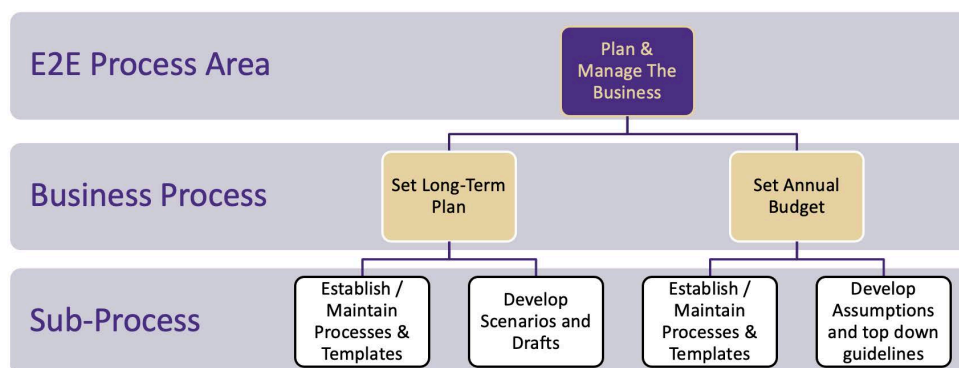 E2E Process Area
Plan &
Manage The
Business
Business Process
Set Long-Term
Plan
Set Annual
Budget
Sub-Process
Establish /
Maintain
Processes &
Templates
Develop
Scenarios and
Drafts
Establish /
Maintain
Processes &
Templates
Develop
Assumptions
and top down
guidelines